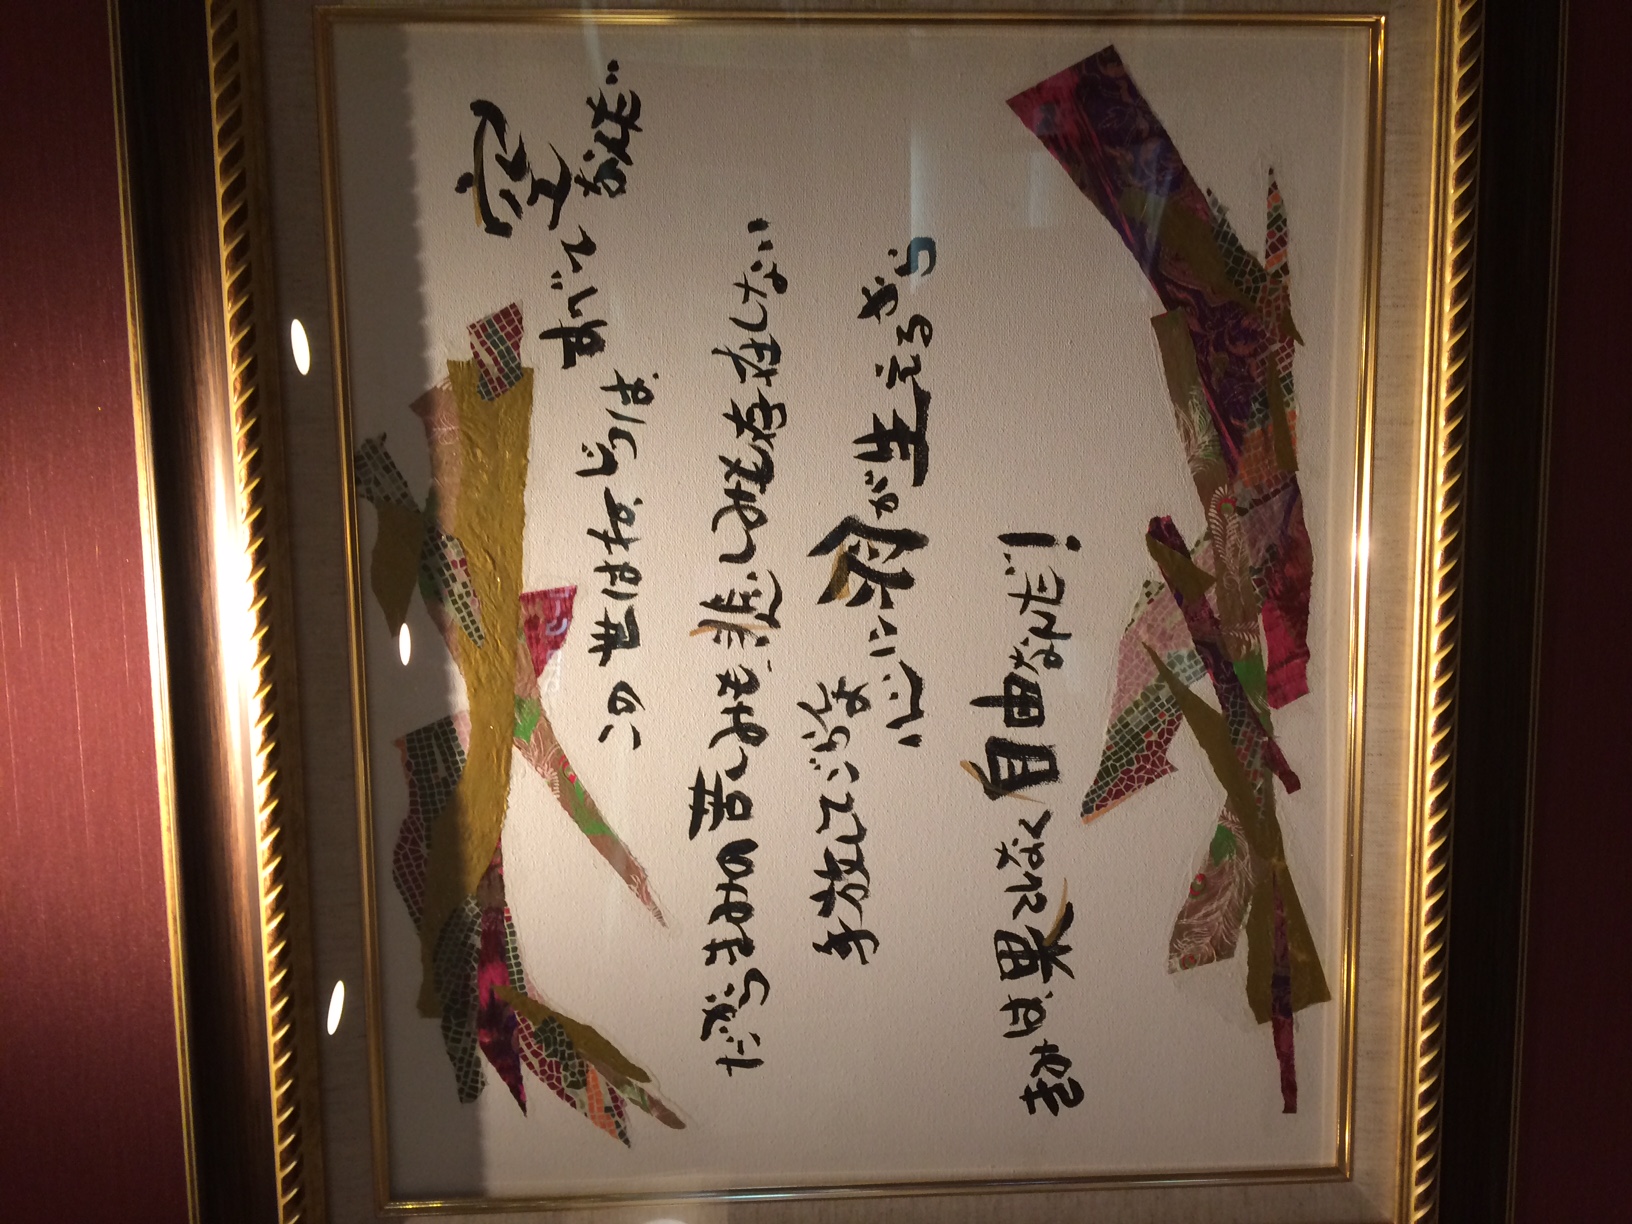 この世はね、じつは、すべて空なんだ
だからきみの苦しみも悲しみも存在しない
手放してごらんよ
心に羽が生えるから
きみは、果てしなく自由なんだ!